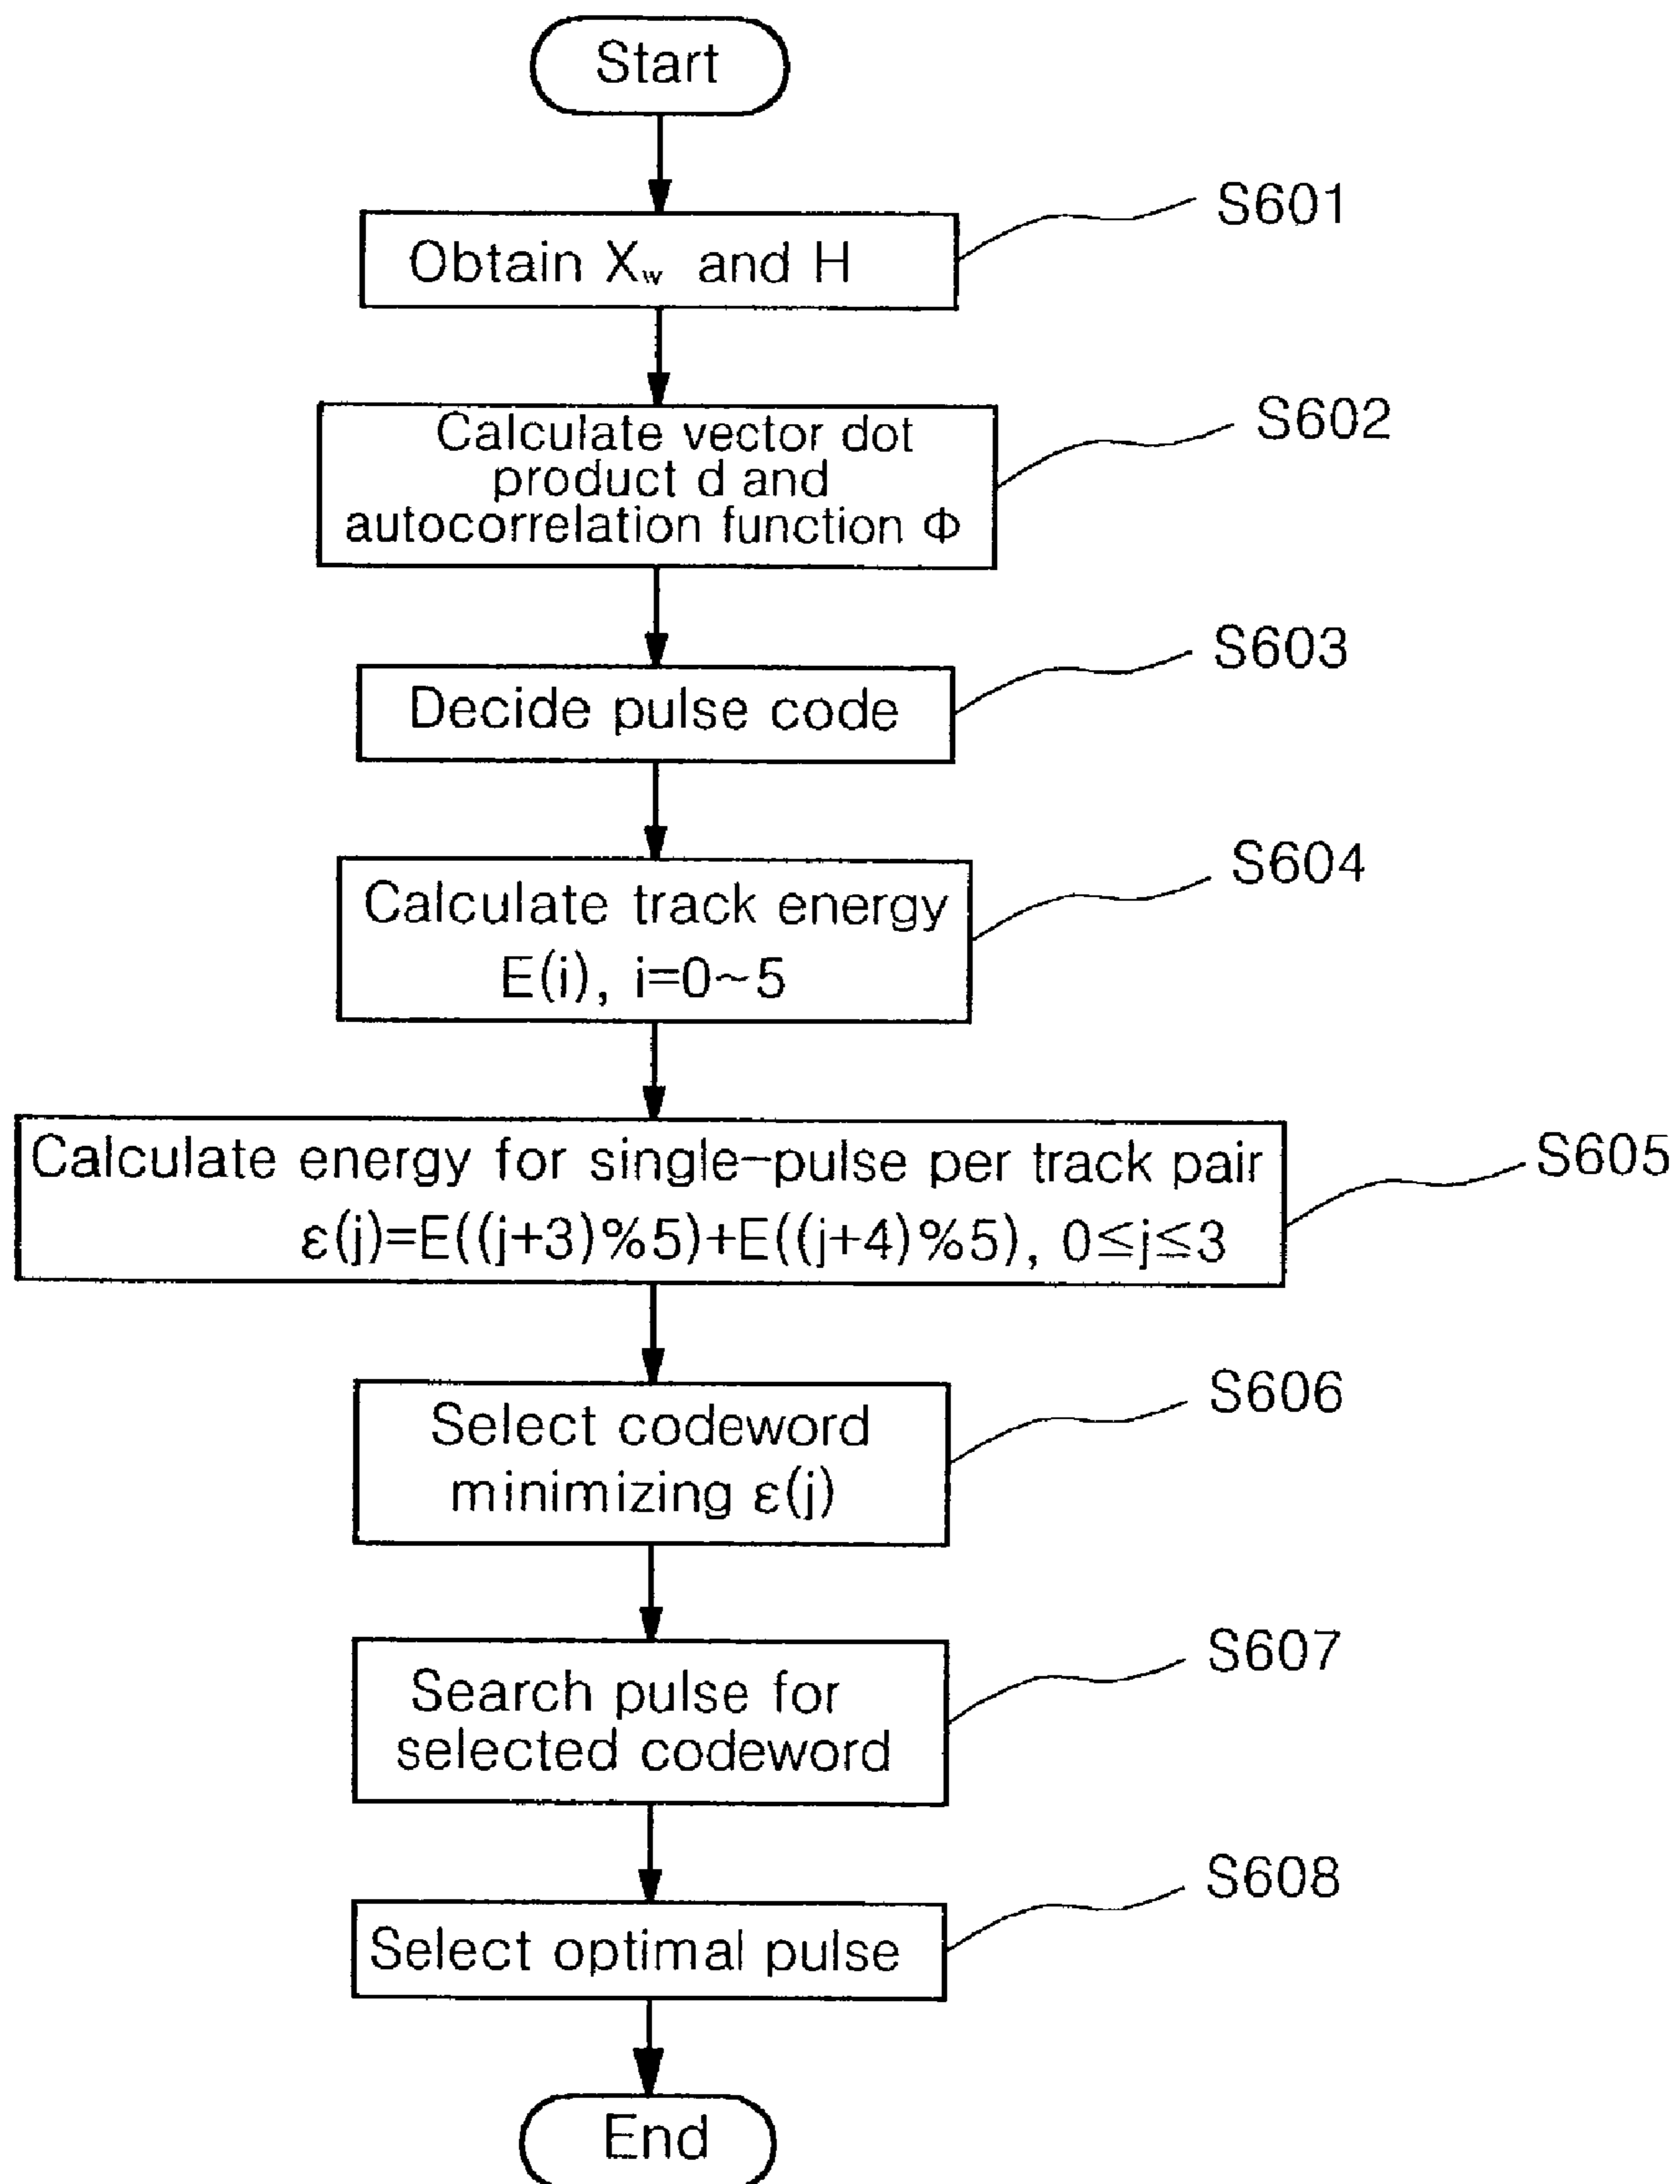 Start
S601
Obtain Xw and H
S602
Calculate vector dot
product d and
autocorrelation function Φ
S603
Decide pulse code
S604
Calculate track energy
E(i), i=0~5
S605
Calculate energy for single-pulse per track pair
ε(j)=E((j+3)%5)+E((j+4)%5), 0≤j≤3
S606
Select codeword
minimizing ε(j)
S607
Search pulse for
selected codeword
S608
Select optimal pulse
End